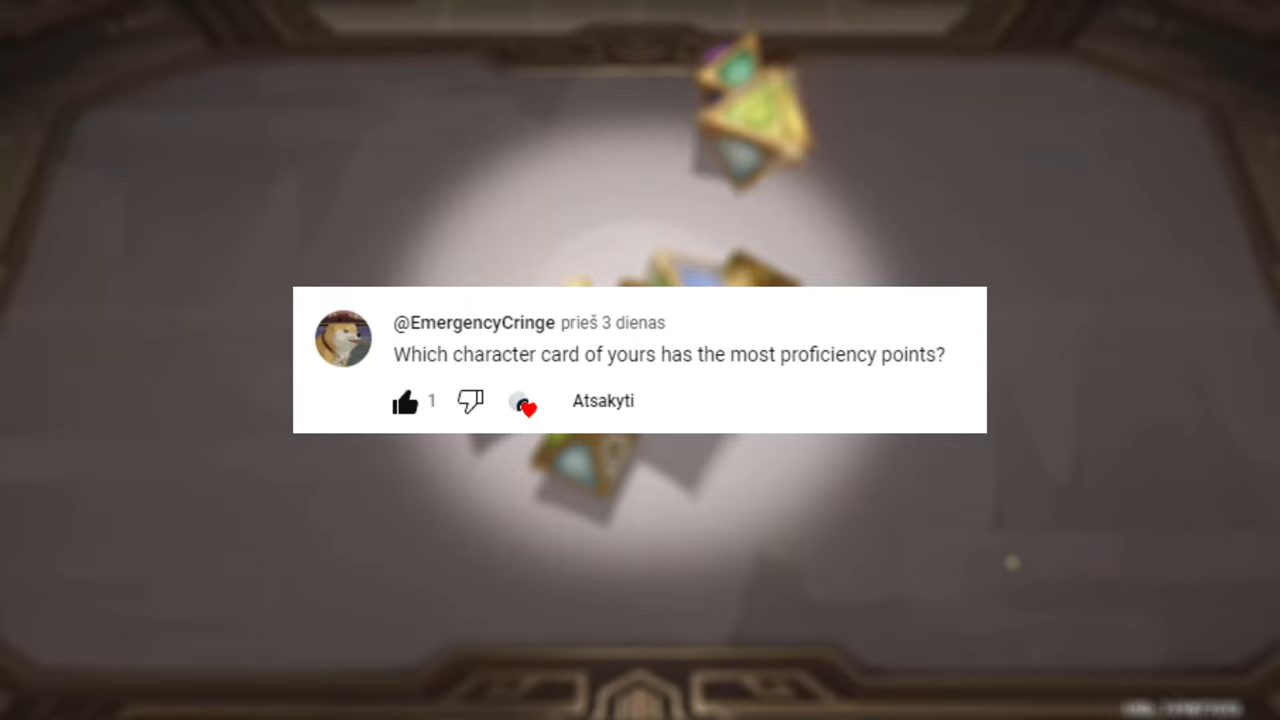 @EmergencyCringe prieš 3 dienas
Which character card of yours has the most proficiency points?
1 Atsakyti